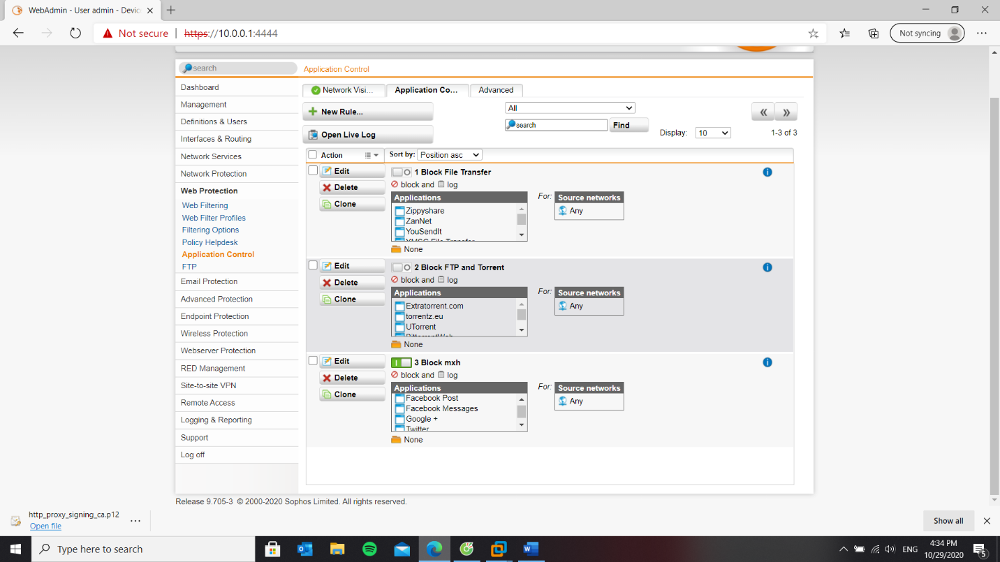 WebAdmin - User admin - Devic
Not secure | https://10.0.0.1:4444
Not syncing
search
Application Control
Dashboard
Management
Definitions & Users
Interfaces & Routing
Network Services
Network Protection
Web Protection
Web Filtering
Web Filter Profiles
Filtering Options
Policy Helpdesk
Application Control
FTP
Email Protection
Advanced Protection
Endpoint Protection
Wireless Protection
Webserver Protection
RED Management
Site-to-site VPN
Remote Access
Logging & Reporting
Support
Log off
Network Visi...
Application Co...
Advanced
New Rule...
All
Open Live Log
search
Find
Display: 10
1-3 of 3
Action
Sort by: Position asc
Edit
Delete
Clone
1 Block File Transfer
block and log
Applications
Zippyshare
ZanNet
YouSendIt
YMSG File Transfer
None
For: Source networks
Any
Edit
Delete
Clone
2 Block FTP and Torrent
block and log
Applications
Extratorrent.com
torrentz.eu
UTorrent
BittorrentWeb
None
For: Source networks
Any
Edit
Delete
Clone
3 Block mxh
block and log
Applications
Facebook Post
Facebook Messages
Google +
Twitter
None
For: Source networks
Any
Release 9.705-3 © 2000-2020 Sophos Limited. All rights reserved.
http_proxy_signing_ca.p12
Open file
Show all
Type here to search
ENG
4:34 PM
10/29/2020
5